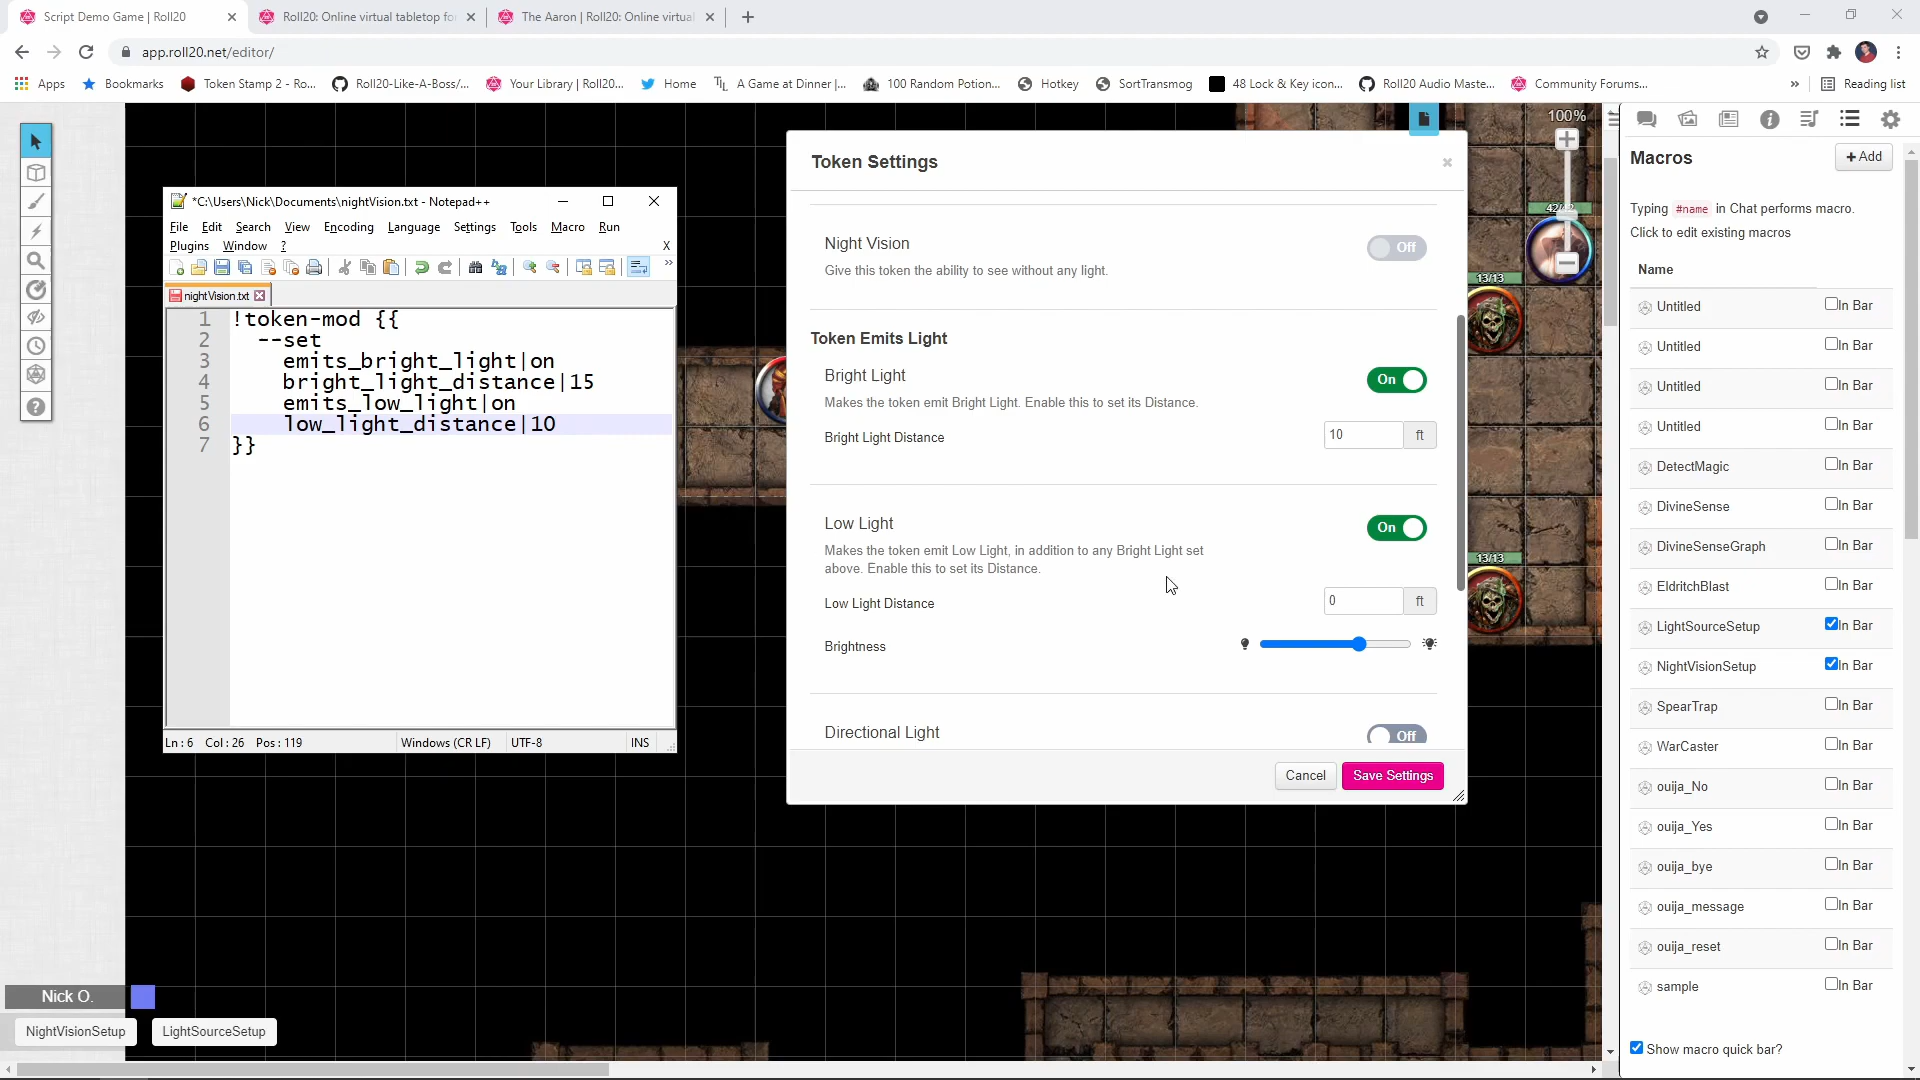 Script Demo Game | Roll20
Roll20: Online virtual tabletop fo
The Aaron | Roll20: Online virtual
app.roll20.net/editor/
Apps
Bookmarks
Token Stamp 2 - Ro...
Roll20-Like-A-Boss/...
Your Library | Roll20...
Home
A Game at Dinner |...
100 Random Potion...
Hotkey
SortTransmog
48 Lock & Key icon...
Roll20 Audio Maste...
Community Forums...
»
Reading list
*C:\Users\Nick\Documents\nightVision.txt - Notepad++
File Edit Search View Encoding Language Settings Tools Macro Run
Plugins Window ? X
nightVision.txt
1 !token-mod {{
2 --set
3 emits_bright_light|on
4 bright_light_distance|15
5 emits_low_light|on
6 low_light_distance|10
7 }}
Ln : 6 Col : 26 Pos : 119 Windows (CR LF) UTF-8 INS
Token Settings
Night Vision
Off
Give this token the ability to see without any light.
Token Emits Light
Bright Light
On
Makes the token emit Bright Light. Enable this to set its Distance.
Bright Light Distance
10 ft
Low Light
On
Makes the token emit Low Light, in addition to any Bright Light set
above. Enable this to set its Distance.
Low Light Distance
0 ft
Brightness
Directional Light
Off
Cancel
Save Settings
100%
13/13
13/13
Macros
+ Add
Typing #name in Chat performs macro.
Click to edit existing macros
Name
Untitled In Bar
Untitled In Bar
Untitled In Bar
Untitled In Bar
DetectMagic In Bar
DivineSense In Bar
DivineSenseGraph In Bar
EldritchBlast In Bar
LightSourceSetup In Bar
NightVisionSetup In Bar
SpearTrap In Bar
WarCaster In Bar
ouija_No In Bar
ouija_Yes In Bar
ouija_bye In Bar
ouija_message In Bar
ouija_reset In Bar
sample In Bar
Show macro quick bar?
Nick O.
NightVisionSetup
LightSourceSetup